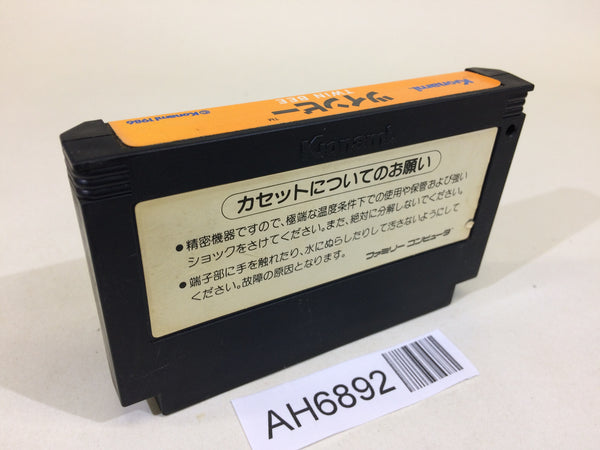 Konami
ツインビー™
TWIN BEE
©Konami 1986
Konami
カセットについてのお願い
●精密機器ですので、極端な温度条件下での使用や保管および強い
ショックをさけてください。また、絶対に分解しないでください。
●端子部に手を触れたり、水にぬらしたりして汚さないようにして
ください。故障の原因となります。
ファミリーコンピュータ
AH6892